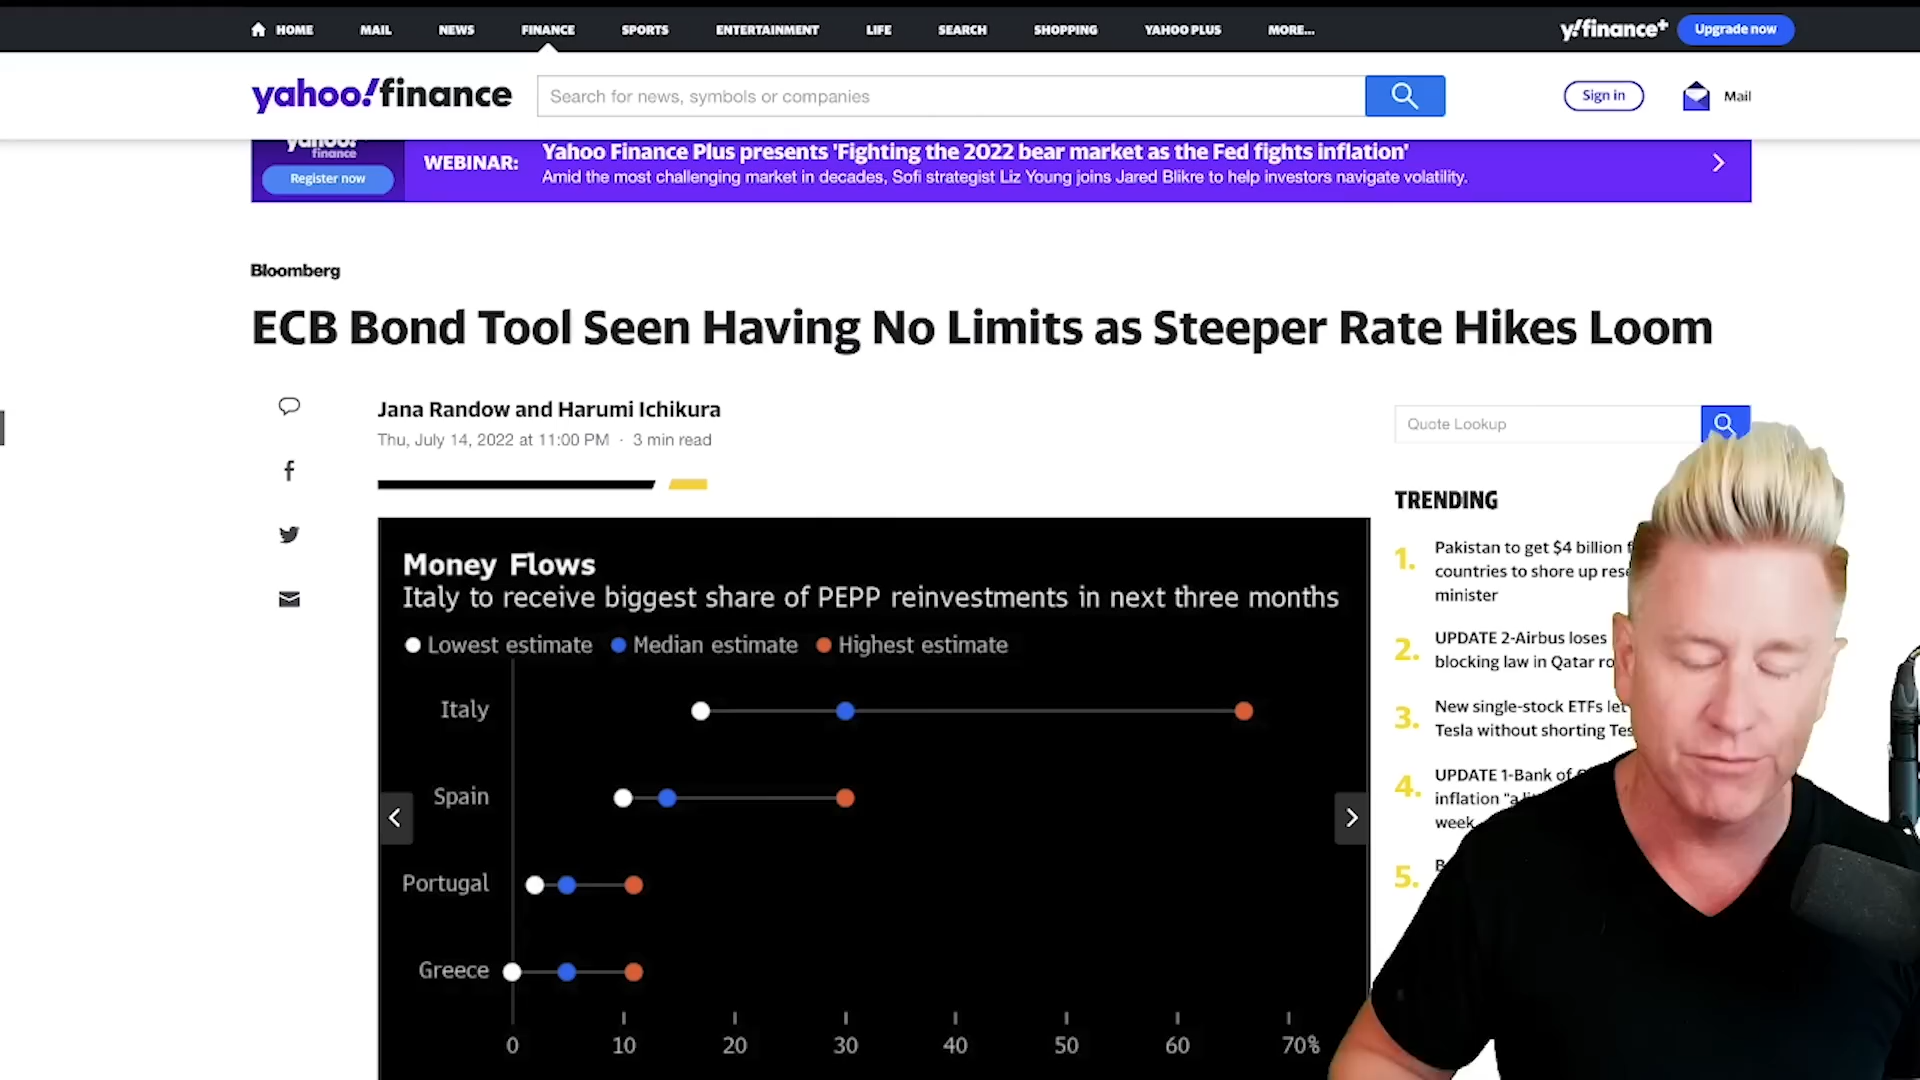 HOME MAIL NEWS FINANCE SPORTS ENTERTAINMENT LIFE SEARCH SHOPPING YAHOO PLUS MORE... y!finance+ Upgrade now
yahoo!finance Search for news, symbols or companies Sign in Mail
yahoo!
finance
Register now
WEBINAR:
Yahoo Finance Plus presents 'Fighting the 2022 bear market as the Fed fights inflation'
Amid the most challenging market in decades, Sofi strategist Liz Young joins Jared Blikre to help investors navigate volatility.
Bloomberg
ECB Bond Tool Seen Having No Limits as Steeper Rate Hikes Loom
Jana Randow and Harumi Ichikura
Thu, July 14, 2022 at 11:00 PM · 3 min read
Money Flows
Italy to receive biggest share of PEPP reinvestments in next three months
Lowest estimate Median estimate Highest estimate
Italy
Spain
Portugal
Greece
0 10 20 30 40 50 60 70%
Quote Lookup
TRENDING
1. Pakistan to get $4 billion
countries to shore up
minister
2. UPDATE 2-Airbus loses
blocking law in Qatar
3. New single-stock ETFs let
Tesla without shorting
4. UPDATE 1-Bank of
inflation "a
week
5.